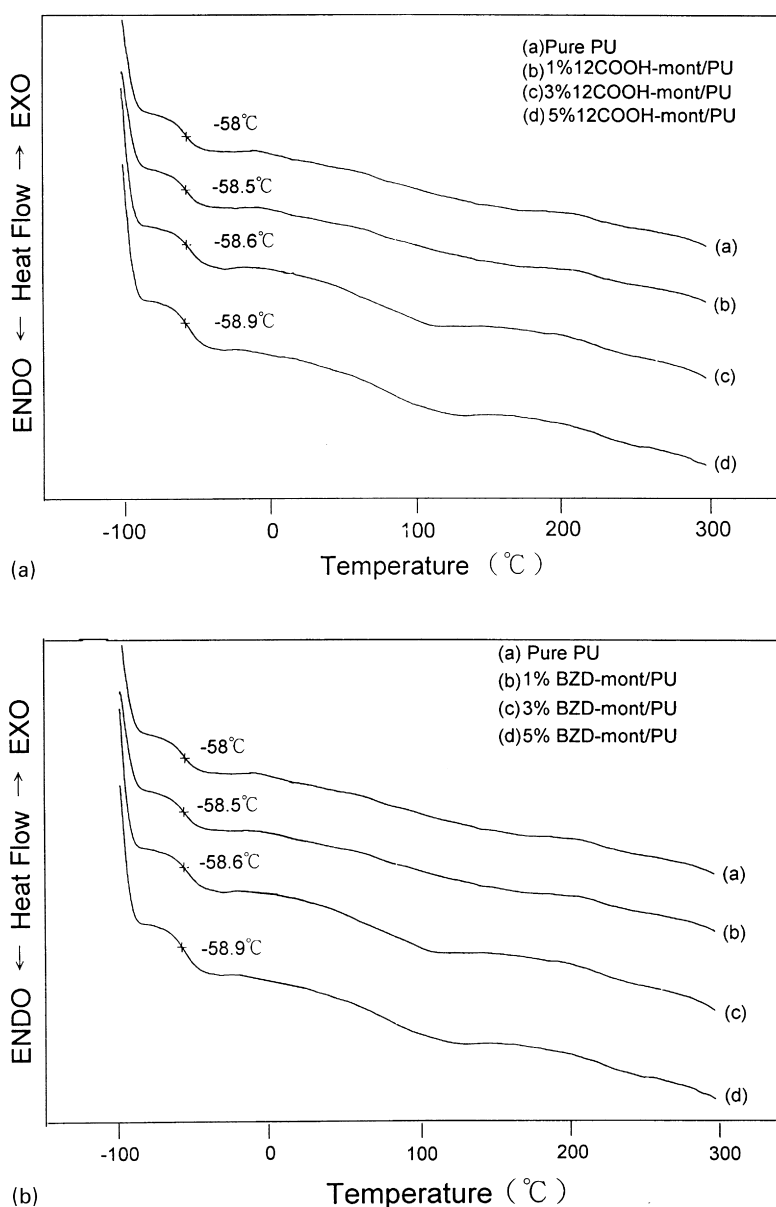 (a)Pure PU
(b)1%12COOH-mont/PU
(c)3%12COOH-mont/PU
(d)5%12COOH-mont/PU
-58℃
-58.5℃
-58.6℃
-58.9℃
(a)
(b)
(c)
(d)
ENDO ← Heat Flow → EXO
-100 0 100 200 300
Temperature (℃)
(a)
(a) Pure PU
(b)1% BZD-mont/PU
(c)3% BZD-mont/PU
(d)5% BZD-mont/PU
-58℃
-58.5℃
-58.6℃
-58.9℃
(a)
(b)
(c)
(d)
ENDO ← Heat Flow → EXO
-100 0 100 200 300
Temperature (℃)
(b)